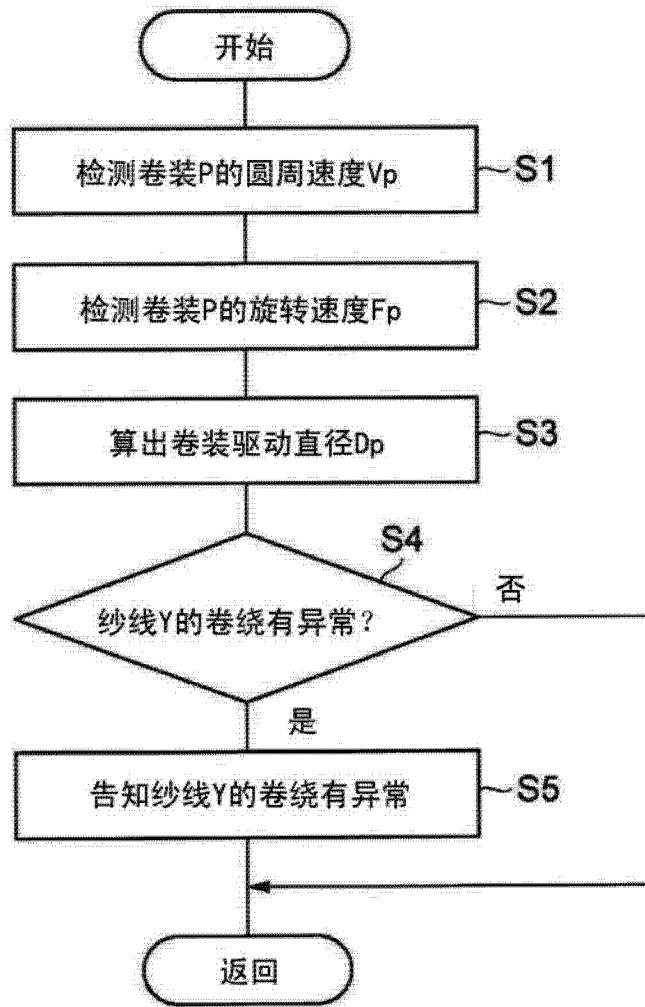 开始
检测卷装P的圆周速度Vp
S1
检测卷装P的旋转速度Fp
S2
算出卷装驱动直径Dp
S3
S4
纱线Y的卷绕有异常?
否
是
告知纱线Y的卷绕有异常
S5
返回